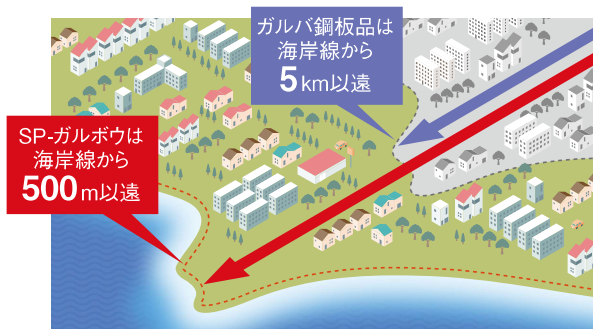 ガルバ鋼板品は
海岸線から
5km以遠
SP-ガルボウは
海岸線から
500m以遠